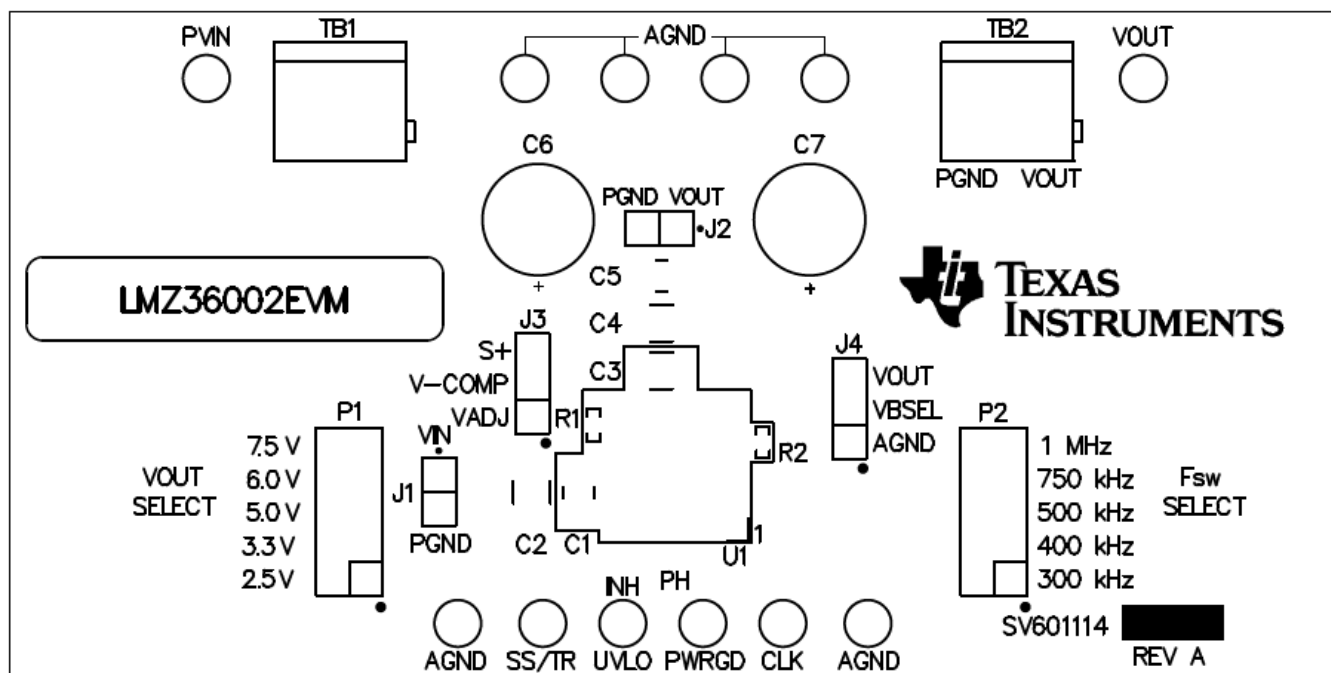 PVIN
TB1
AGND
TB2
VOUT
C6
C7
PGND VOUT
PGND VOUT
J2
C5
LMZ36002EVM
TEXAS
INSTRUMENTS
J3
C4
S+
J4
C3
VOUT
V-COMP
VADJ
R1
VBSEL
P1
P2
VIN
AGND
7.5 V
R2
1 MHz
VOUT
SELECT
6.0 V
750 kHz
Fsw
SELECT
J1
5.0 V
500 kHz
PGND
C2
C1
U1
1
3.3 V
400 kHz
2.5 V
300 kHz
INH
PH
SV601114
AGND
SS/TR
UVLO
PWRGD
CLK
AGND
REV A